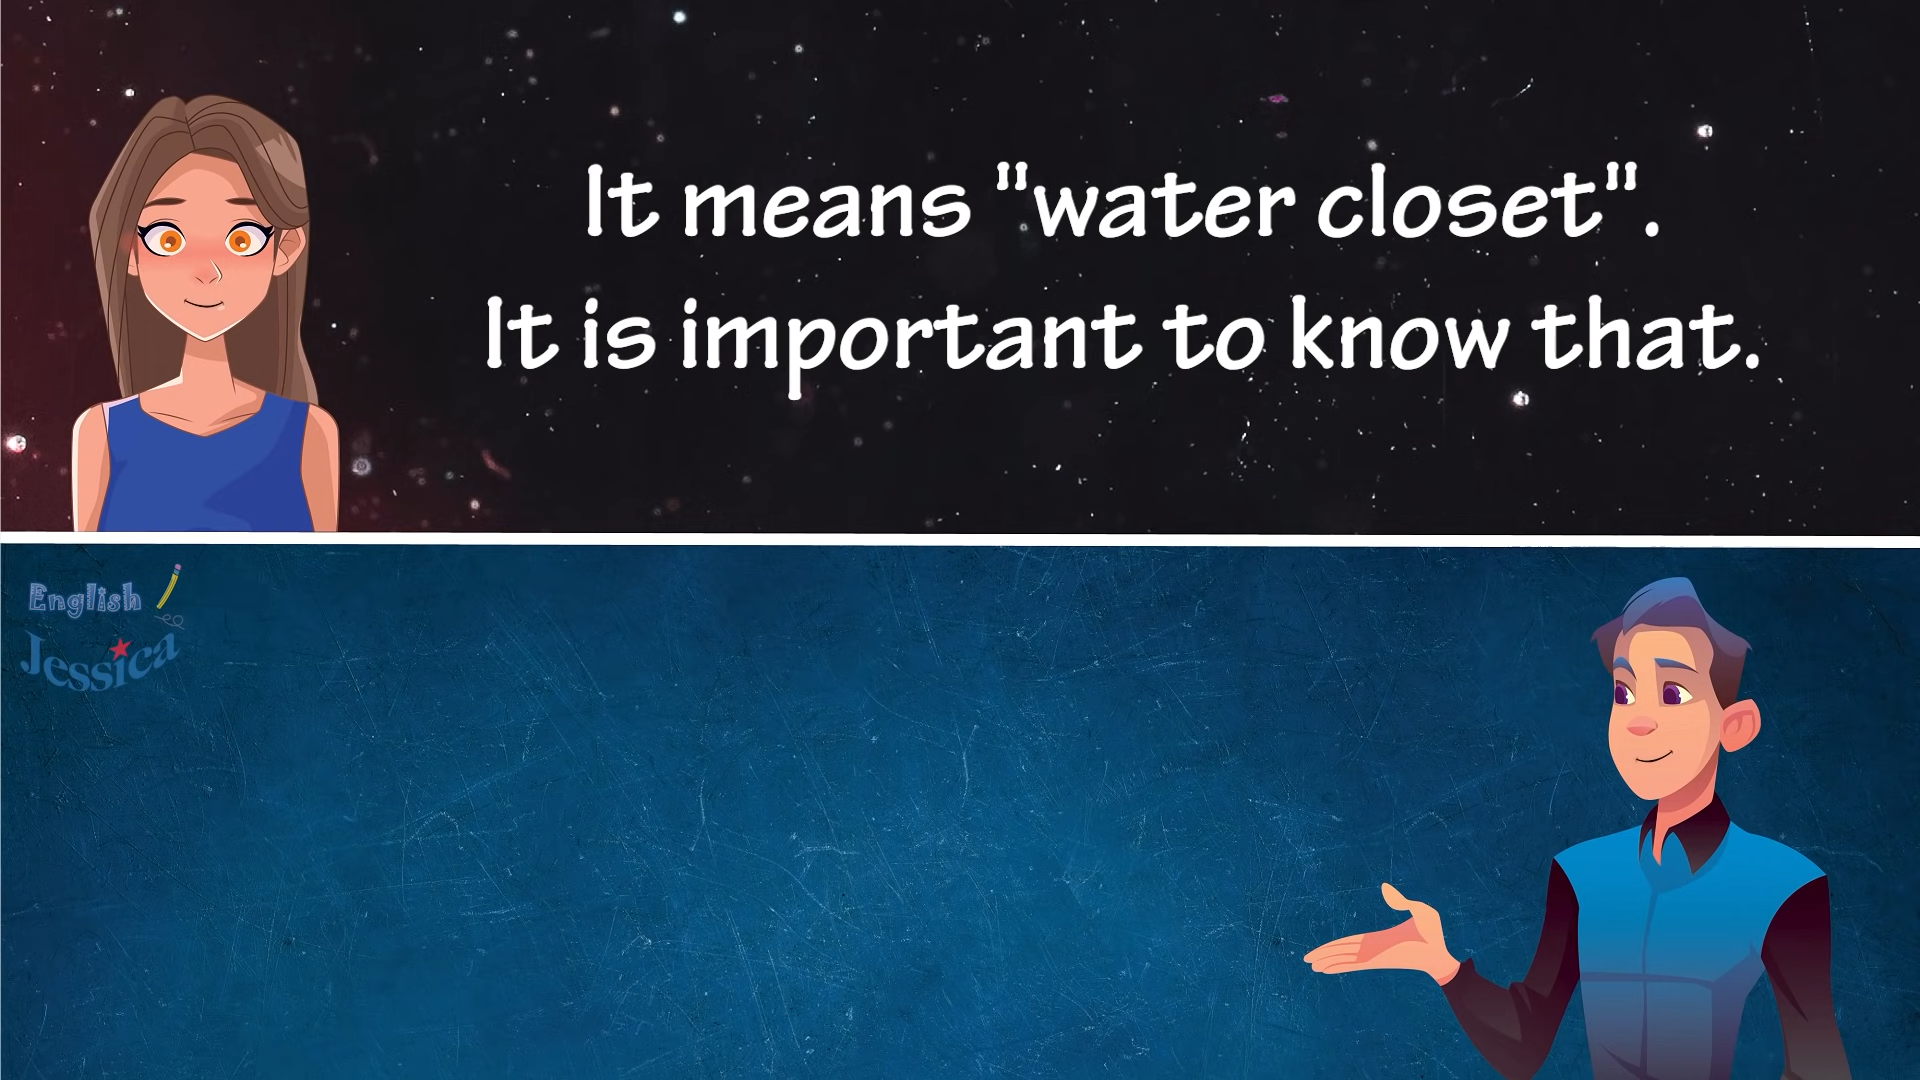 It means "water closet".
It is important to know that.
English
Jessica